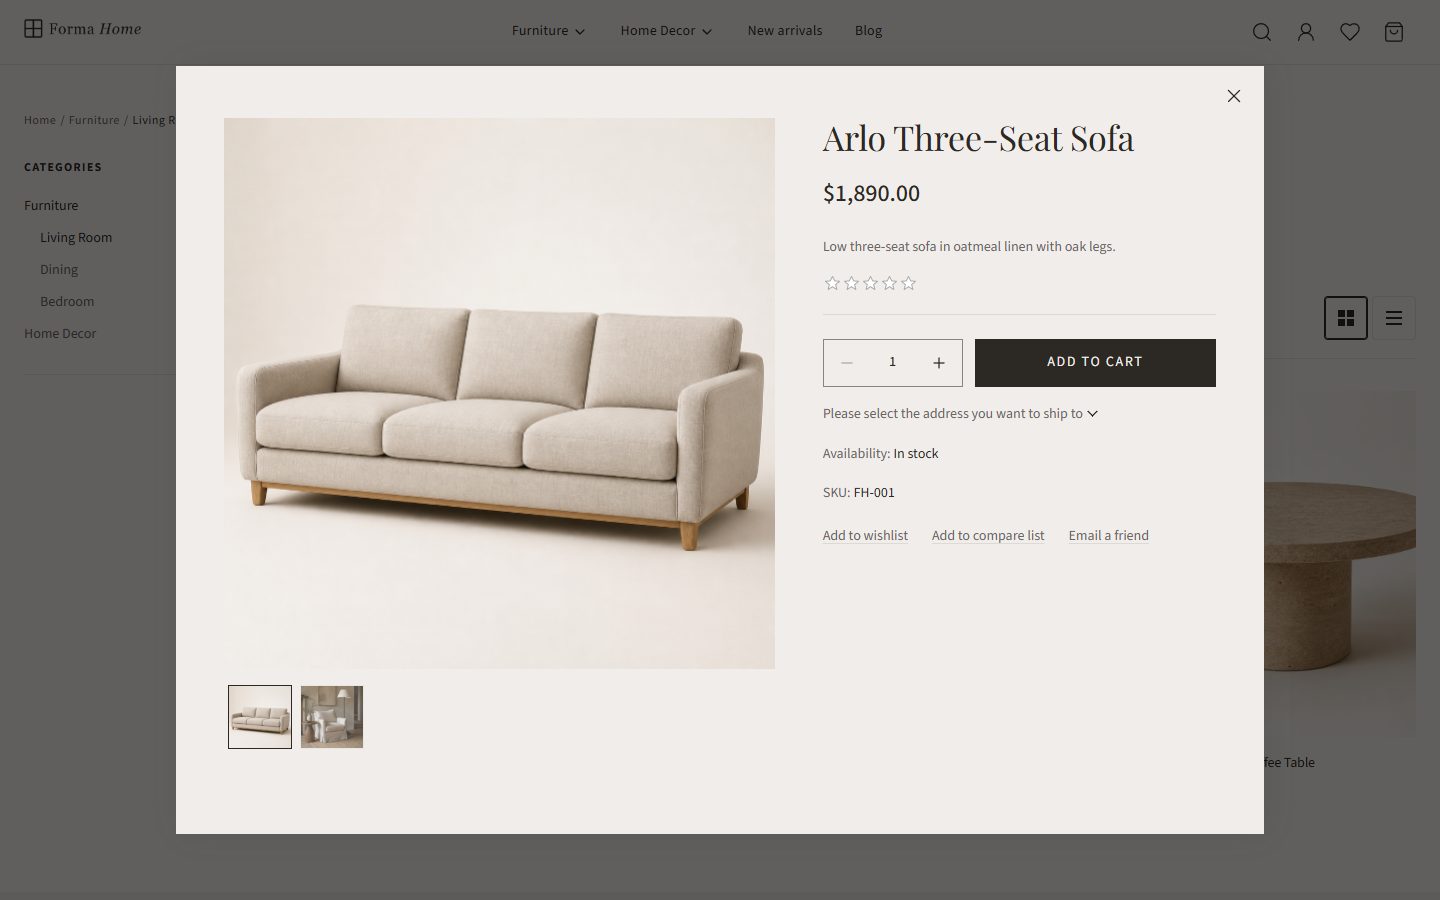 Forma Home
Furniture
Home Decor
New arrivals
Blog
Home / Furniture / Living R
CATEGORIES
Furniture
Living Room
Dining
Bedroom
Home Decor
Arlo Three-Seat Sofa
$1,890.00
Low three-seat sofa in oatmeal linen with oak legs.
1
ADD TO CART
Please select the address you want to ship to
Availability: In stock
SKU: FH-001
Add to wishlist
Add to compare list
Email a friend
fee Table